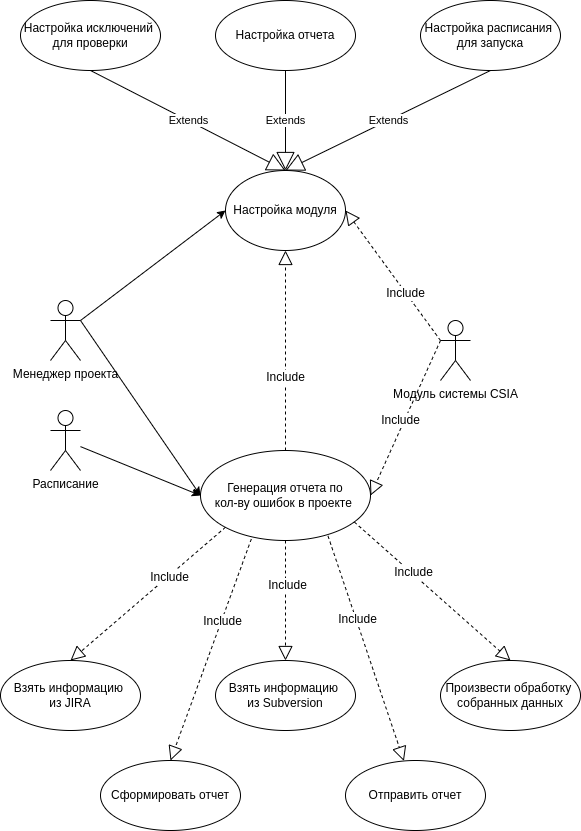 Настройка исключений
для проверки
Настройка отчета
Настройка расписания
для запуска
Extends
Extends
Extends
Настройка модуля
Include
Менеджер проекта
Include
Модуль системы CSIA
Include
Расписание
Генерация отчета по
кол-ву ошибок в проекте
Include
Include
Include
Include
Include
Взять информацию
из JIRA
Взять информацию
из Subversion
Произвести обработку
собранных данных
Сформировать отчет
Отправить отчет